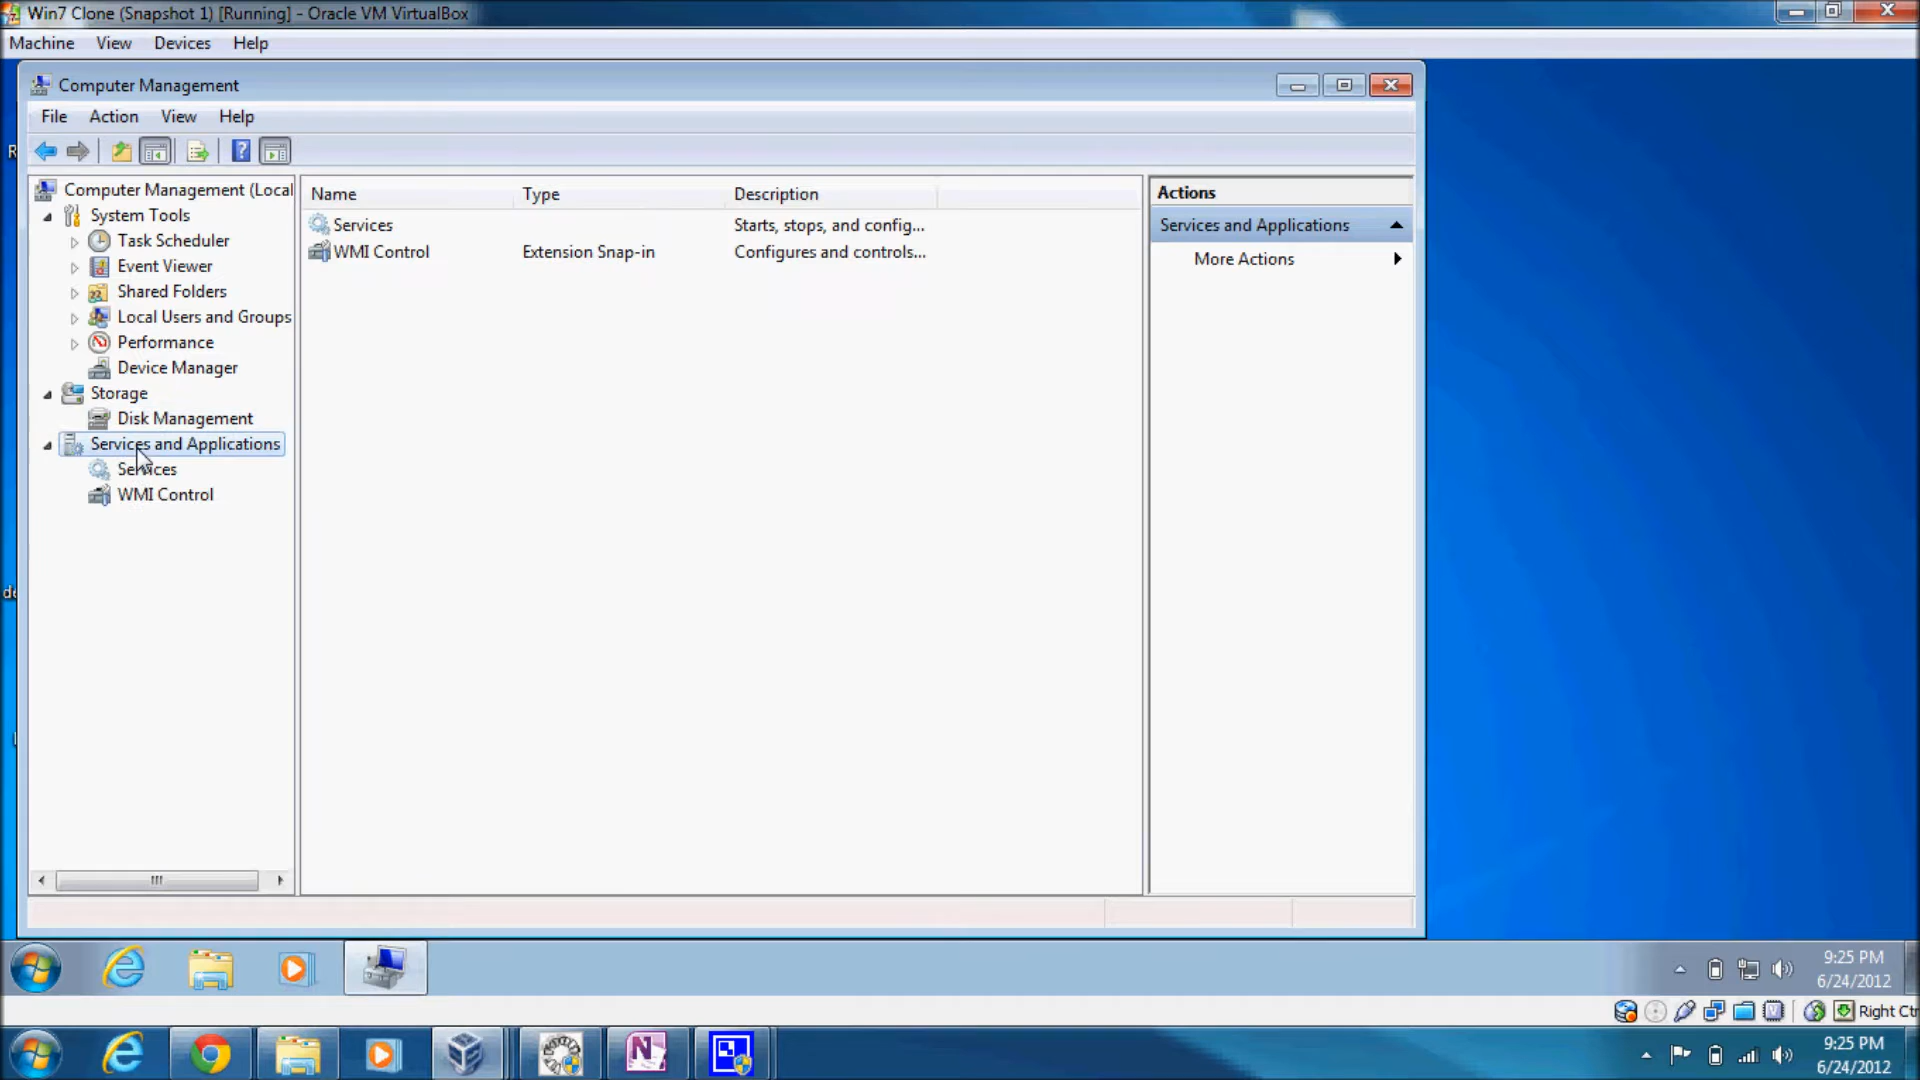 Win7 Clone (Snapshot 1) [Running] - Oracle VM VirtualBox
Machine View Devices Help
Computer Management
File Action View Help
Computer Management (Local
System Tools
Task Scheduler
Event Viewer
Shared Folders
Local Users and Groups
Performance
Device Manager
Storage
Disk Management
Services and Applications
Services
WMI Control
Name Type Description
Services Starts, stops, and config...
WMI Control Extension Snap-in Configures and controls...
Actions
Services and Applications
More Actions
R
de
9:25 PM
6/24/2012
Right Ctr
9:25 PM
6/24/2012